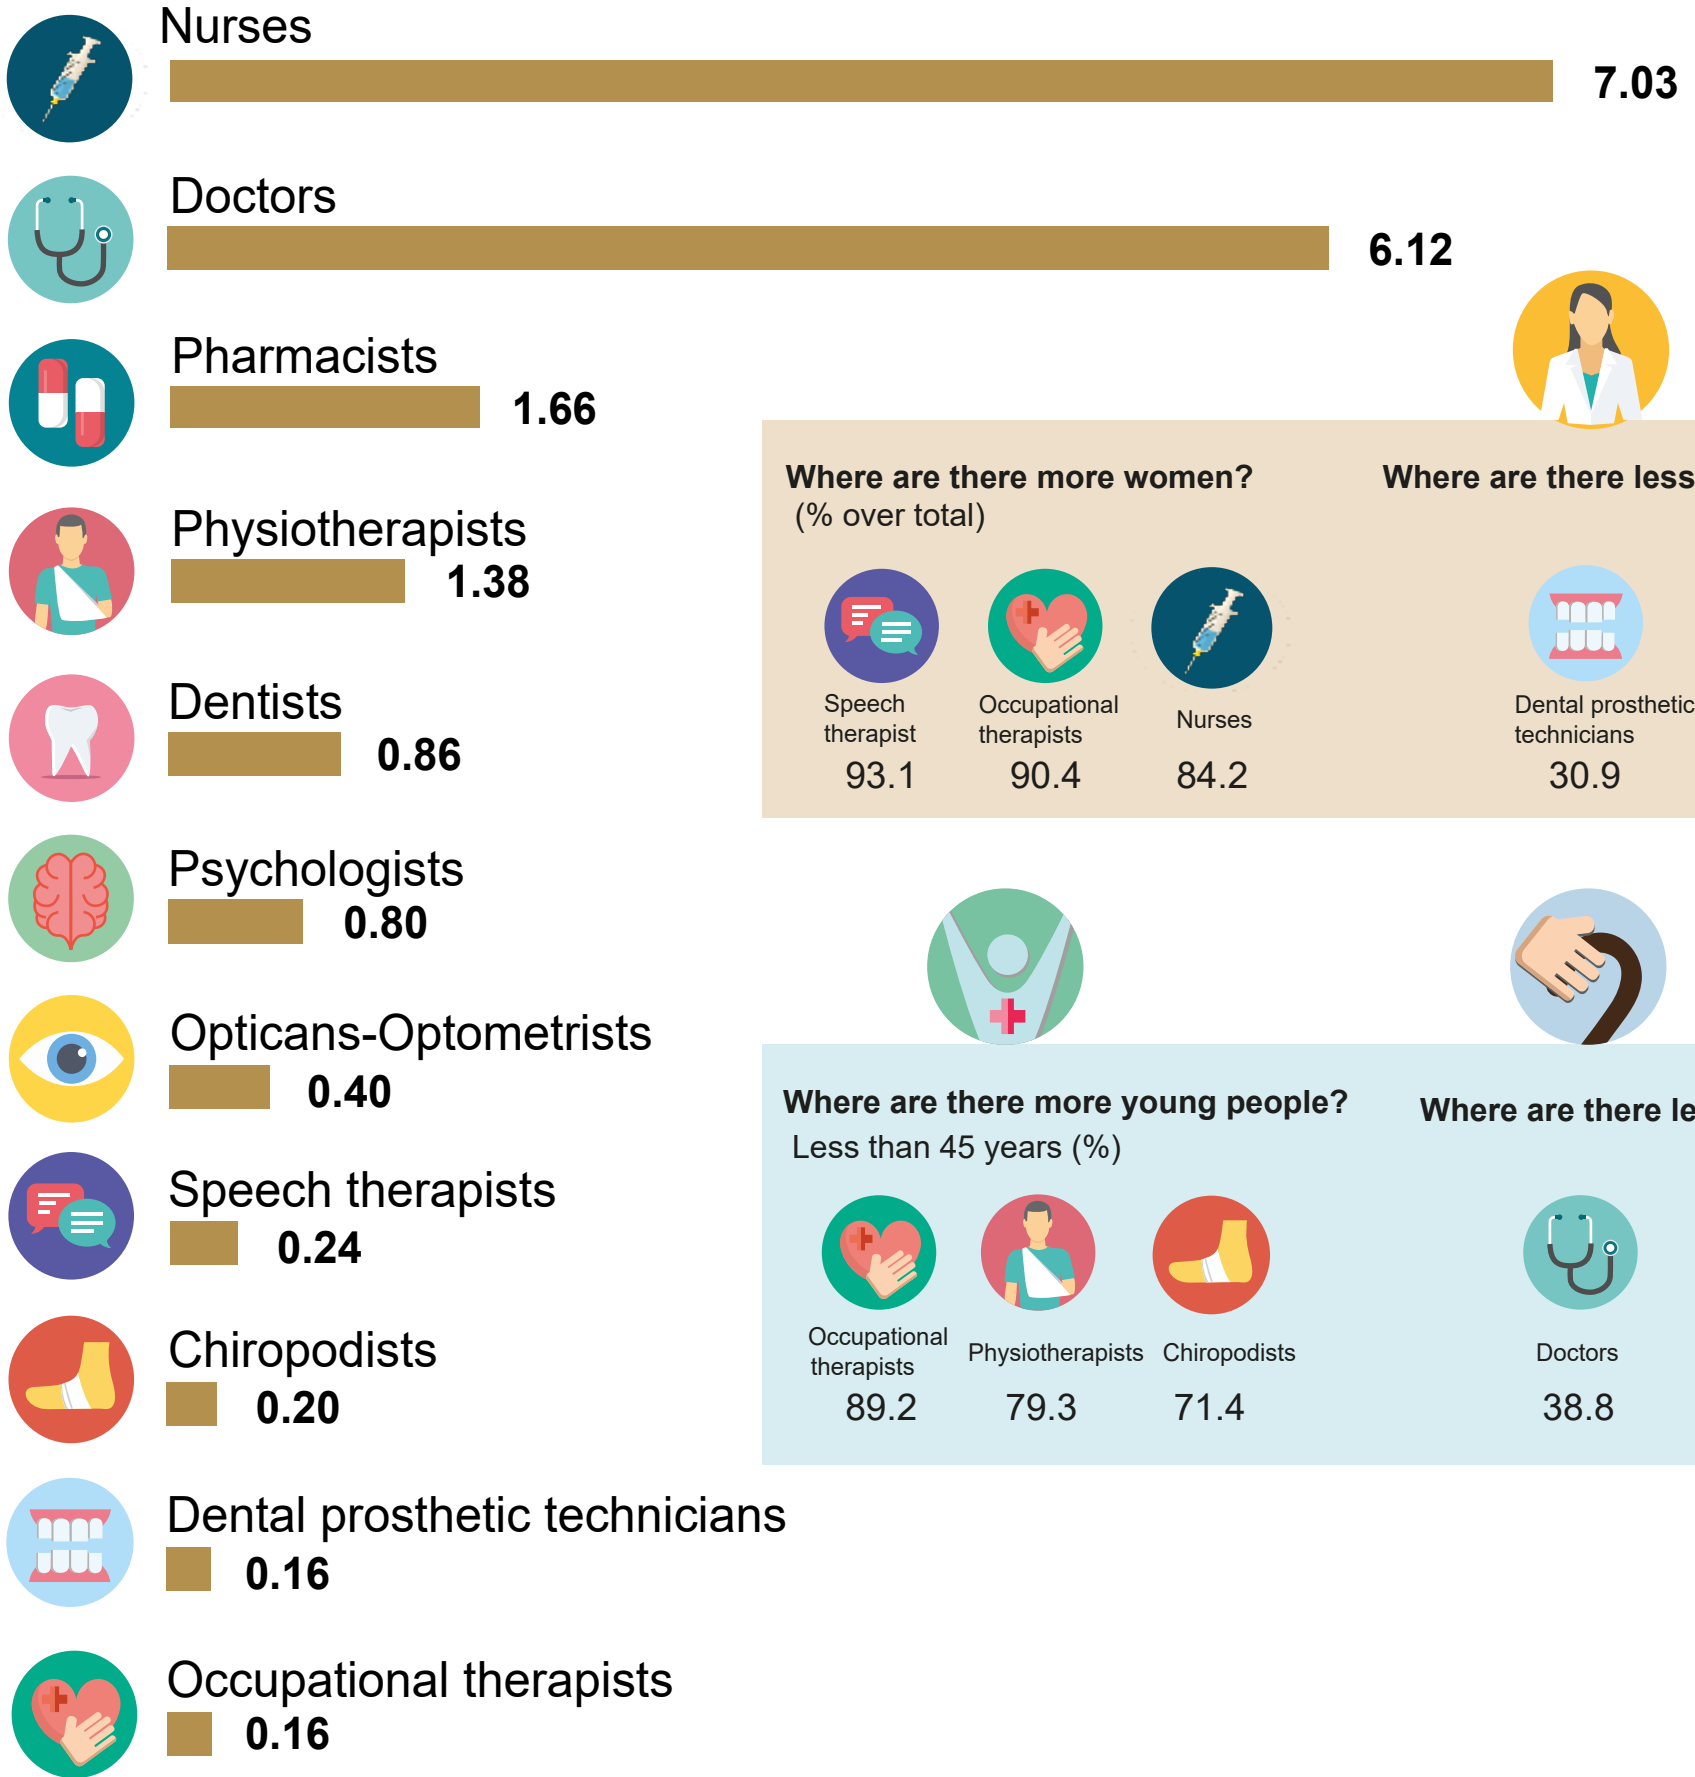 Nurses
7.03
Doctors
6.12
Pharmacists
1.66
Physiotherapists
1.38
Dentists
0.86
Psychologists
0.80
Opticans-Optometrists
0.40
Speech therapists
0.24
Chiropodists
0.20
Dental prosthetic technicians
0.16
Occupational therapists
0.16
Where are there more women?
(% over total)
Speech
therapist
93.1
Occupational
therapists
90.4
Nurses
84.2
Where are there less
Dental prosthetic
technicians
30.9
Where are there more young people?
Less than 45 years (%)
Occupational
therapists
89.2
Physiotherapists
79.3
Chiropodists
71.4
Where are there le
Doctors
38.8